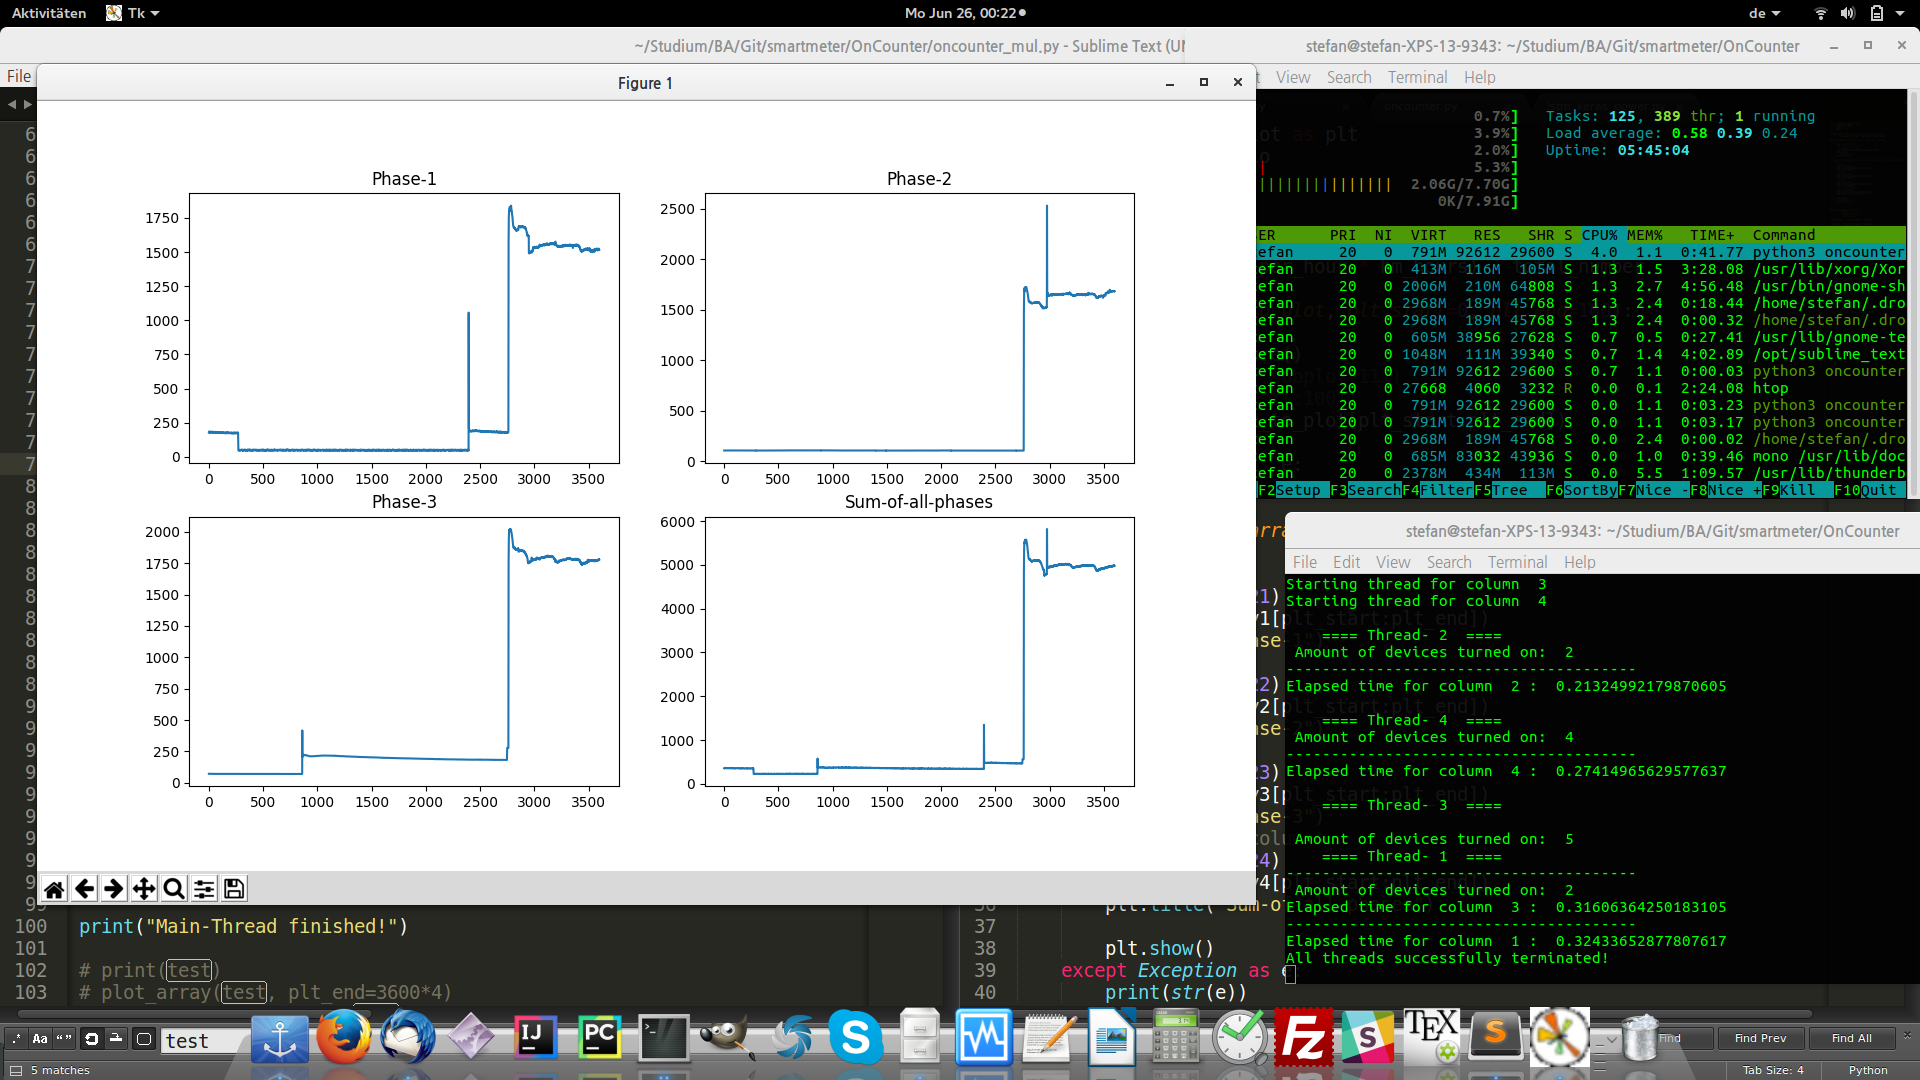 Aktivitäten
Tk
Mo Jun 26, 00:22
de
~/Studium/BA/Git/smartmeter/OnCounter/oncounter_mul.py - Sublime Text (UN
stefan@stefan-XPS-13-9343: ~/Studium/BA/Git/smartmeter/OnCounter
File
Figure 1
View Search Terminal Help
Phase-1
1750
1500
1250
1000
750
500
250
0
0 500 1000 1500 2000 2500 3000 3500
Phase-2
2500
2000
1500
1000
500
0
0 500 1000 1500 2000 2500 3000 3500
Phase-3
2000
1750
1500
1250
1000
750
500
250
0
0 500 1000 1500 2000 2500 3000 3500
Sum-of-all-phases
6000
5000
4000
3000
2000
1000
0
0 500 1000 1500 2000 2500 3000 3500
0.7%]
3.9%]
2.0%]
5.3%]
2.06G/7.70G]
0K/7.91G]
Tasks: 125, 389 thr; 1 running
Load average: 0.58 0.39 0.24
Uptime: 05:45:04
ER PRI NI VIRT RES SHR S CPU% MEM% TIME+ Command
efan 20 0 791M 92612 29600 S 4.0 1.1 0:41.77 python3 oncounter
efan 20 0 413M 116M 105M S 1.3 1.5 3:28.08 /usr/lib/xorg/Xor
efan 20 0 2006M 210M 64808 S 1.3 2.7 4:56.48 /usr/bin/gnome-sh
efan 20 0 2968M 189M 45768 S 1.3 2.4 0:18.44 /home/stefan/.dro
efan 20 0 2968M 189M 45768 S 1.3 2.4 0:00.32 /home/stefan/.dro
efan 20 0 605M 38956 27628 S 0.7 0.5 0:27.41 /usr/lib/gnome-te
efan 20 0 1048M 111M 39340 S 0.7 1.4 4:02.89 /opt/sublime_text
efan 20 0 791M 92612 29600 S 0.7 1.1 0:00.03 python3 oncounter
efan 20 0 27668 4060 3232 R 0.0 0.1 2:24.08 htop
efan 20 0 791M 92612 29600 S 0.0 1.1 0:03.23 python3 oncounter
efan 20 0 791M 92612 29600 S 0.0 1.1 0:03.17 python3 oncounter
efan 20 0 2968M 189M 45768 S 0.0 2.4 0:00.02 /home/stefan/.dro
efan 20 0 685M 83032 43936 S 0.0 1.0 0:39.46 mono /usr/lib/doc
efan 20 0 2378M 434M 113M S 0.0 5.5 1:09.57 /usr/lib/thunderb
F2Setup F3SearchF4FilterF5Tree F6SortByF7Nice -F8Nice +F9Kill F10Quit
stefan@stefan-XPS-13-9343: ~/Studium/BA/Git/smartmeter/OnCounter
File Edit View Search Terminal Help
Starting thread for column 3
Starting thread for column 4
==== Thread- 2 ====
Amount of devices turned on: 2
---------------------------------------
Elapsed time for column 2 : 0.21324992179870605
==== Thread- 4 ====
Amount of devices turned on: 4
---------------------------------------
Elapsed time for column 4 : 0.27414965629577637
==== Thread- 3 ====
Amount of devices turned on: 5
==== Thread- 1 ====
---------------------------------------
Amount of devices turned on: 2
Elapsed time for column 3 : 0.31606364250183105
---------------------------------------
Elapsed time for column 1 : 0.32433652877807617
All threads successfully terminated!
100 print("Main-Thread finished!")
101
102 # print(test)
103 # plot_array(test, plt_end=3600*4)
37
38 plt.show()
39 except Exception as e
40 print(str(e))
.* Aa “ ” test
Find Find Prev Find All
5 matches
Tab Size: 4 Python